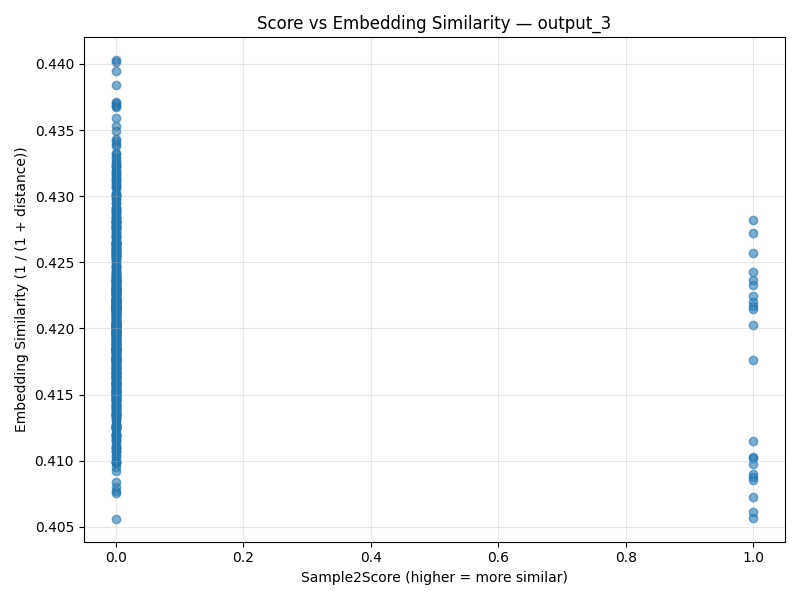 Score vs Embedding Similarity — output_3
Embedding Similarity (1 / (1 + distance))
0.440
0.435
0.430
0.425
0.420
0.415
0.410
0.405
0.0 0.2 0.4 0.6 0.8 1.0
Sample2Score (higher = more similar)